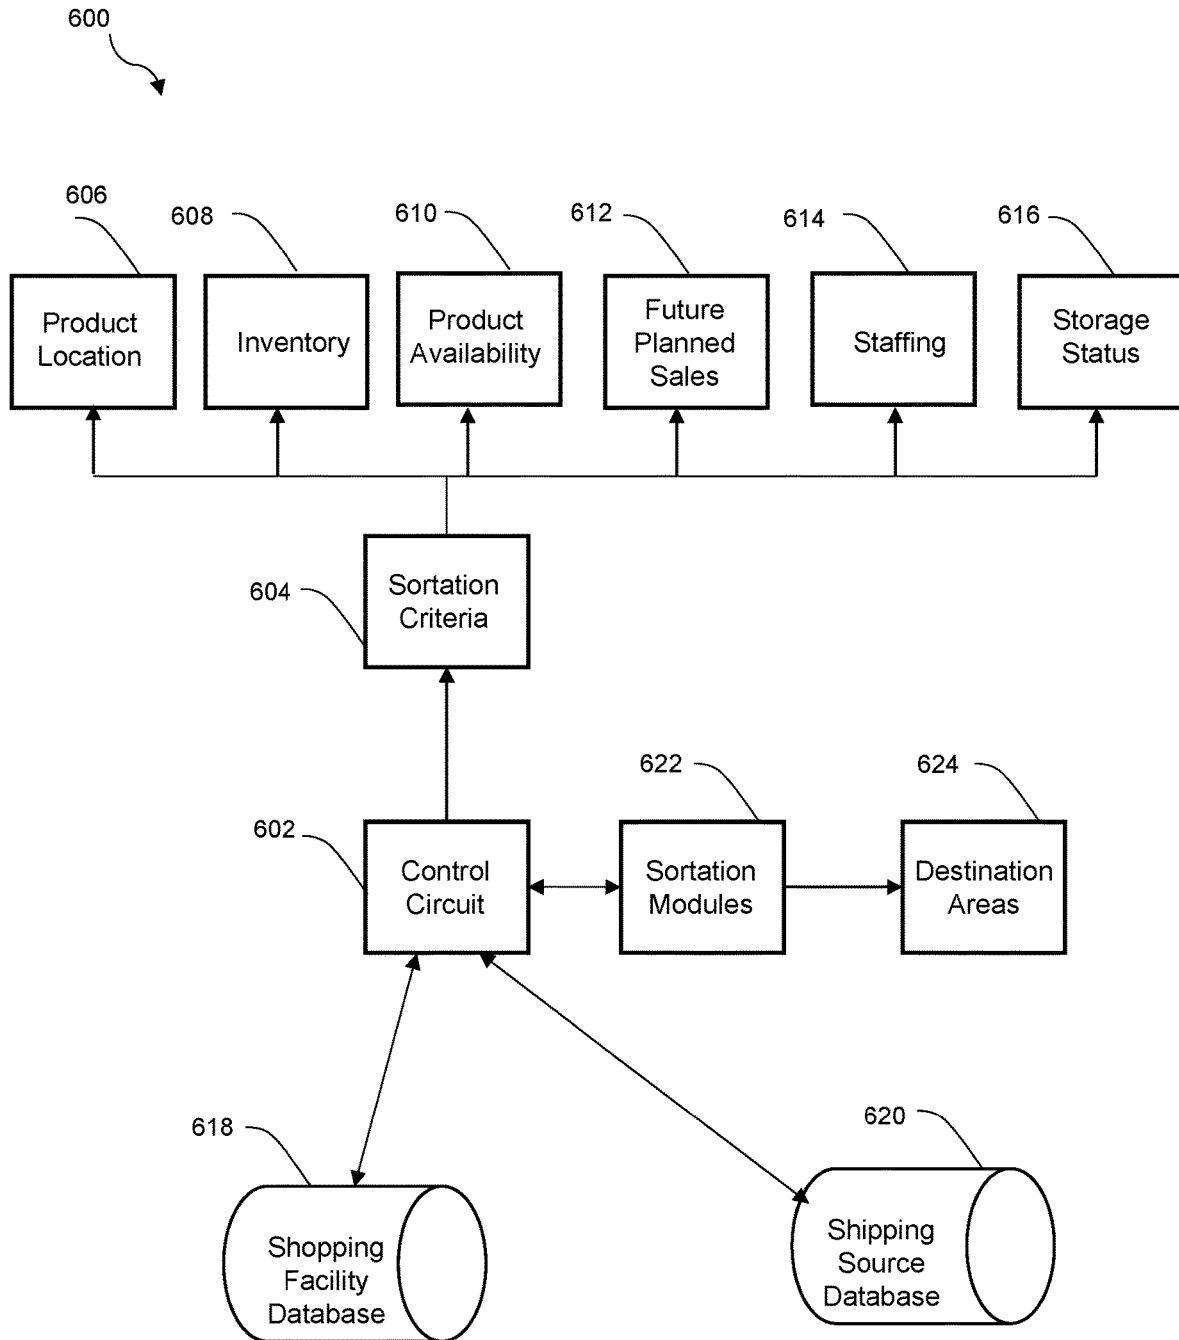 600
606
608
610
612
614
616
Product
Location
Inventory
Product
Availability
Future
Planned
Sales
Staffing
Storage
Status
604
Sortation
Criteria
602
Control
Circuit
622
Sortation
Modules
624
Destination
Areas
618
Shopping
Facility
Database
620
Shipping
Source
Database